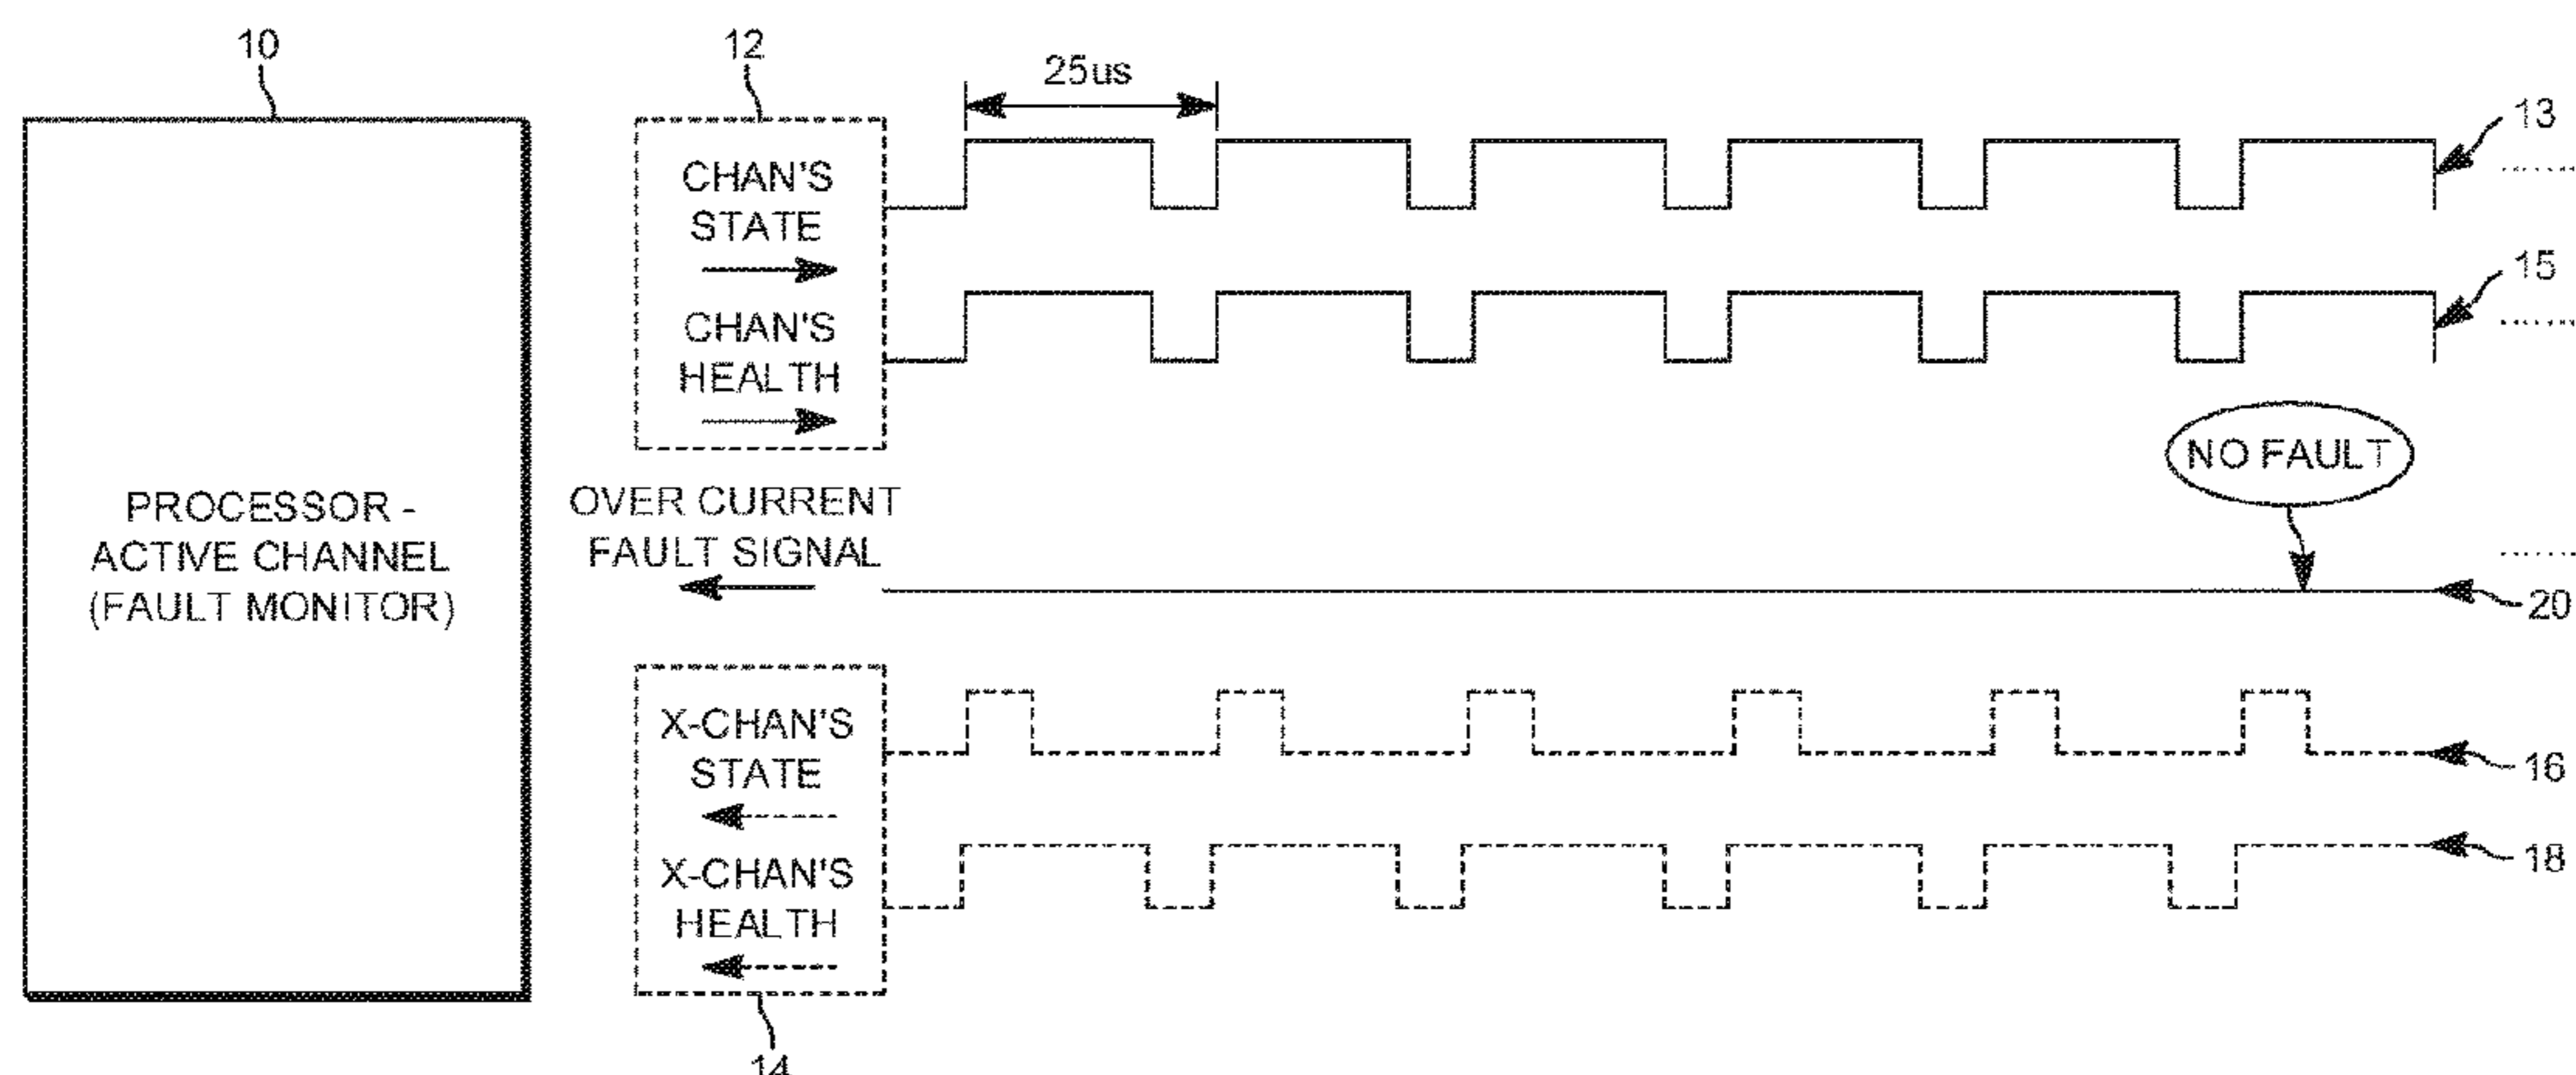 10
12
25us
13
CHAN'S
STATE
15
CHAN'S
HEALTH
NO FAULT
PROCESSOR -
ACTIVE CHANNEL
(FAULT MONITOR)
OVER CURRENT
FAULT SIGNAL
20
X-CHAN'S
STATE
16
X-CHAN'S
HEALTH
18
14